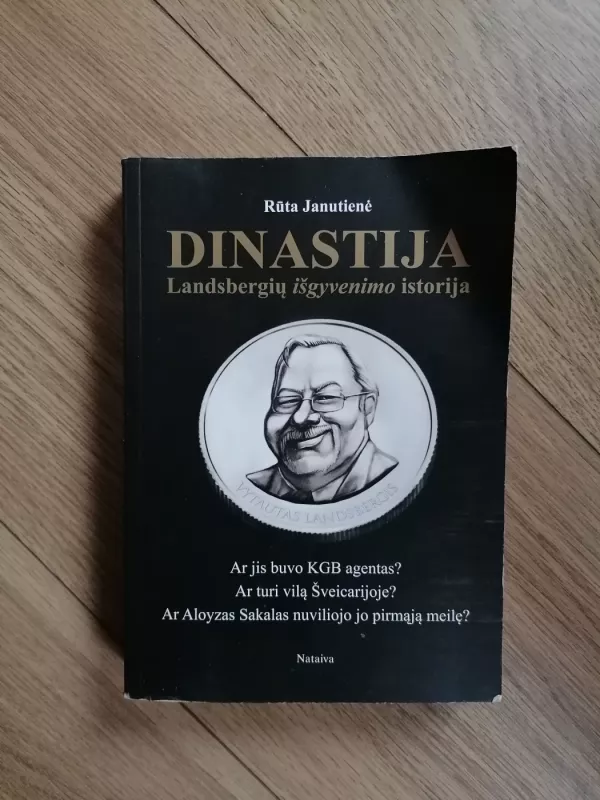 Rūta Janutienė
DINASTIJA
Landsbergių išgyvenimo istorija
VYTAUTAS LANDSBERGIS
Ar jis buvo KGB agentas?
Ar turi vilą Šveicarijoje?
Ar Aloyzas Sakalas nuviliojo jo pirmąją meilę?
Nataiva